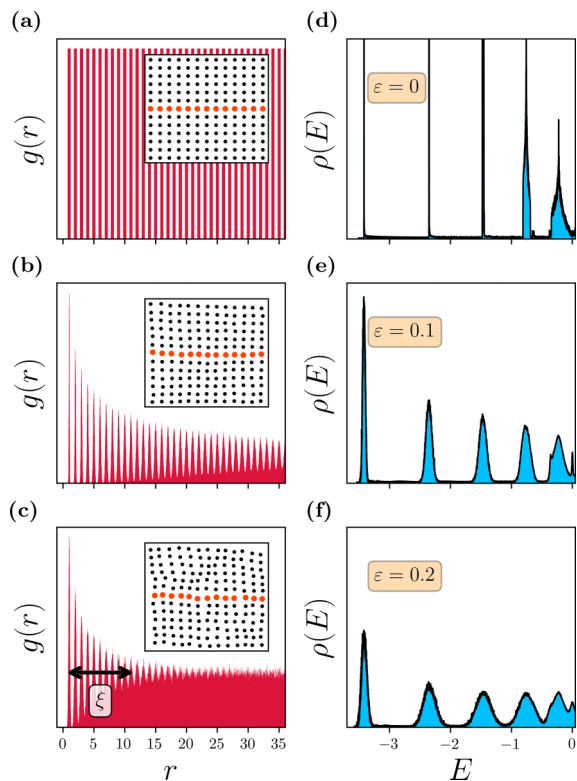 (a)
g(r)
(d)
ρ(E)
ε = 0
(b)
g(r)
(e)
ρ(E)
ε = 0.1
(c)
g(r)
ξ
0 5 10 15 20 25 30 35
r
(f)
ρ(E)
ε = 0.2
−3 −2 −1 0
E